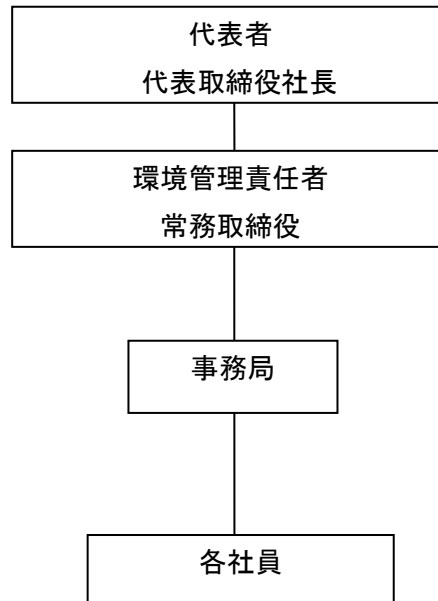 代表者
代表取締役社長
環境管理責任者
常務取締役
事務局
各社員